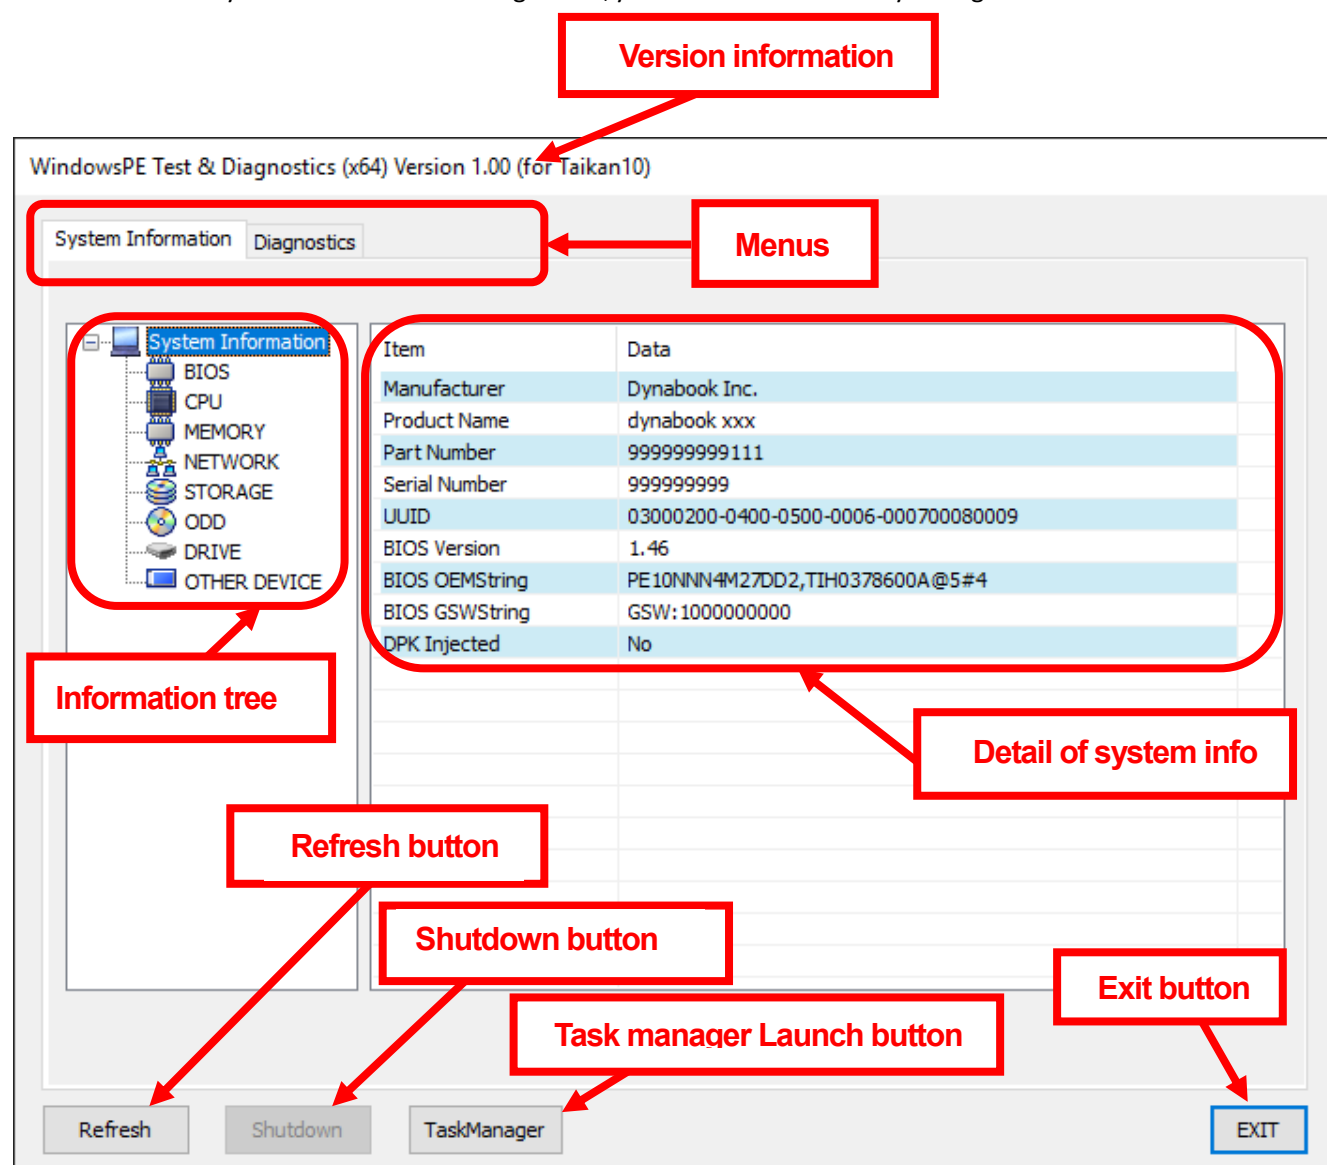 Version information
WindowsPE Test & Diagnostics (x64) Version 1.00 (for Taikan10)
System Information Diagnostics
Menus
System Information
BIOS
CPU
MEMORY
NETWORK
STORAGE
ODD
DRIVE
OTHER DEVICE
Item Data
Manufacturer Dynabook Inc.
Product Name dynabook xxx
Part Number 999999999111
Serial Number 999999999
UUID 03000200-0400-0500-0006-000700080009
BIOS Version 1.46
BIOS OEMString PE10NNN4M27DD2,TIH0378600A@5#4
BIOS GSWString GSW:1000000000
DPK Injected No
Information tree
Detail of system info
Refresh button
Shutdown button
Exit button
Task manager Launch button
Refresh Shutdown TaskManager EXIT